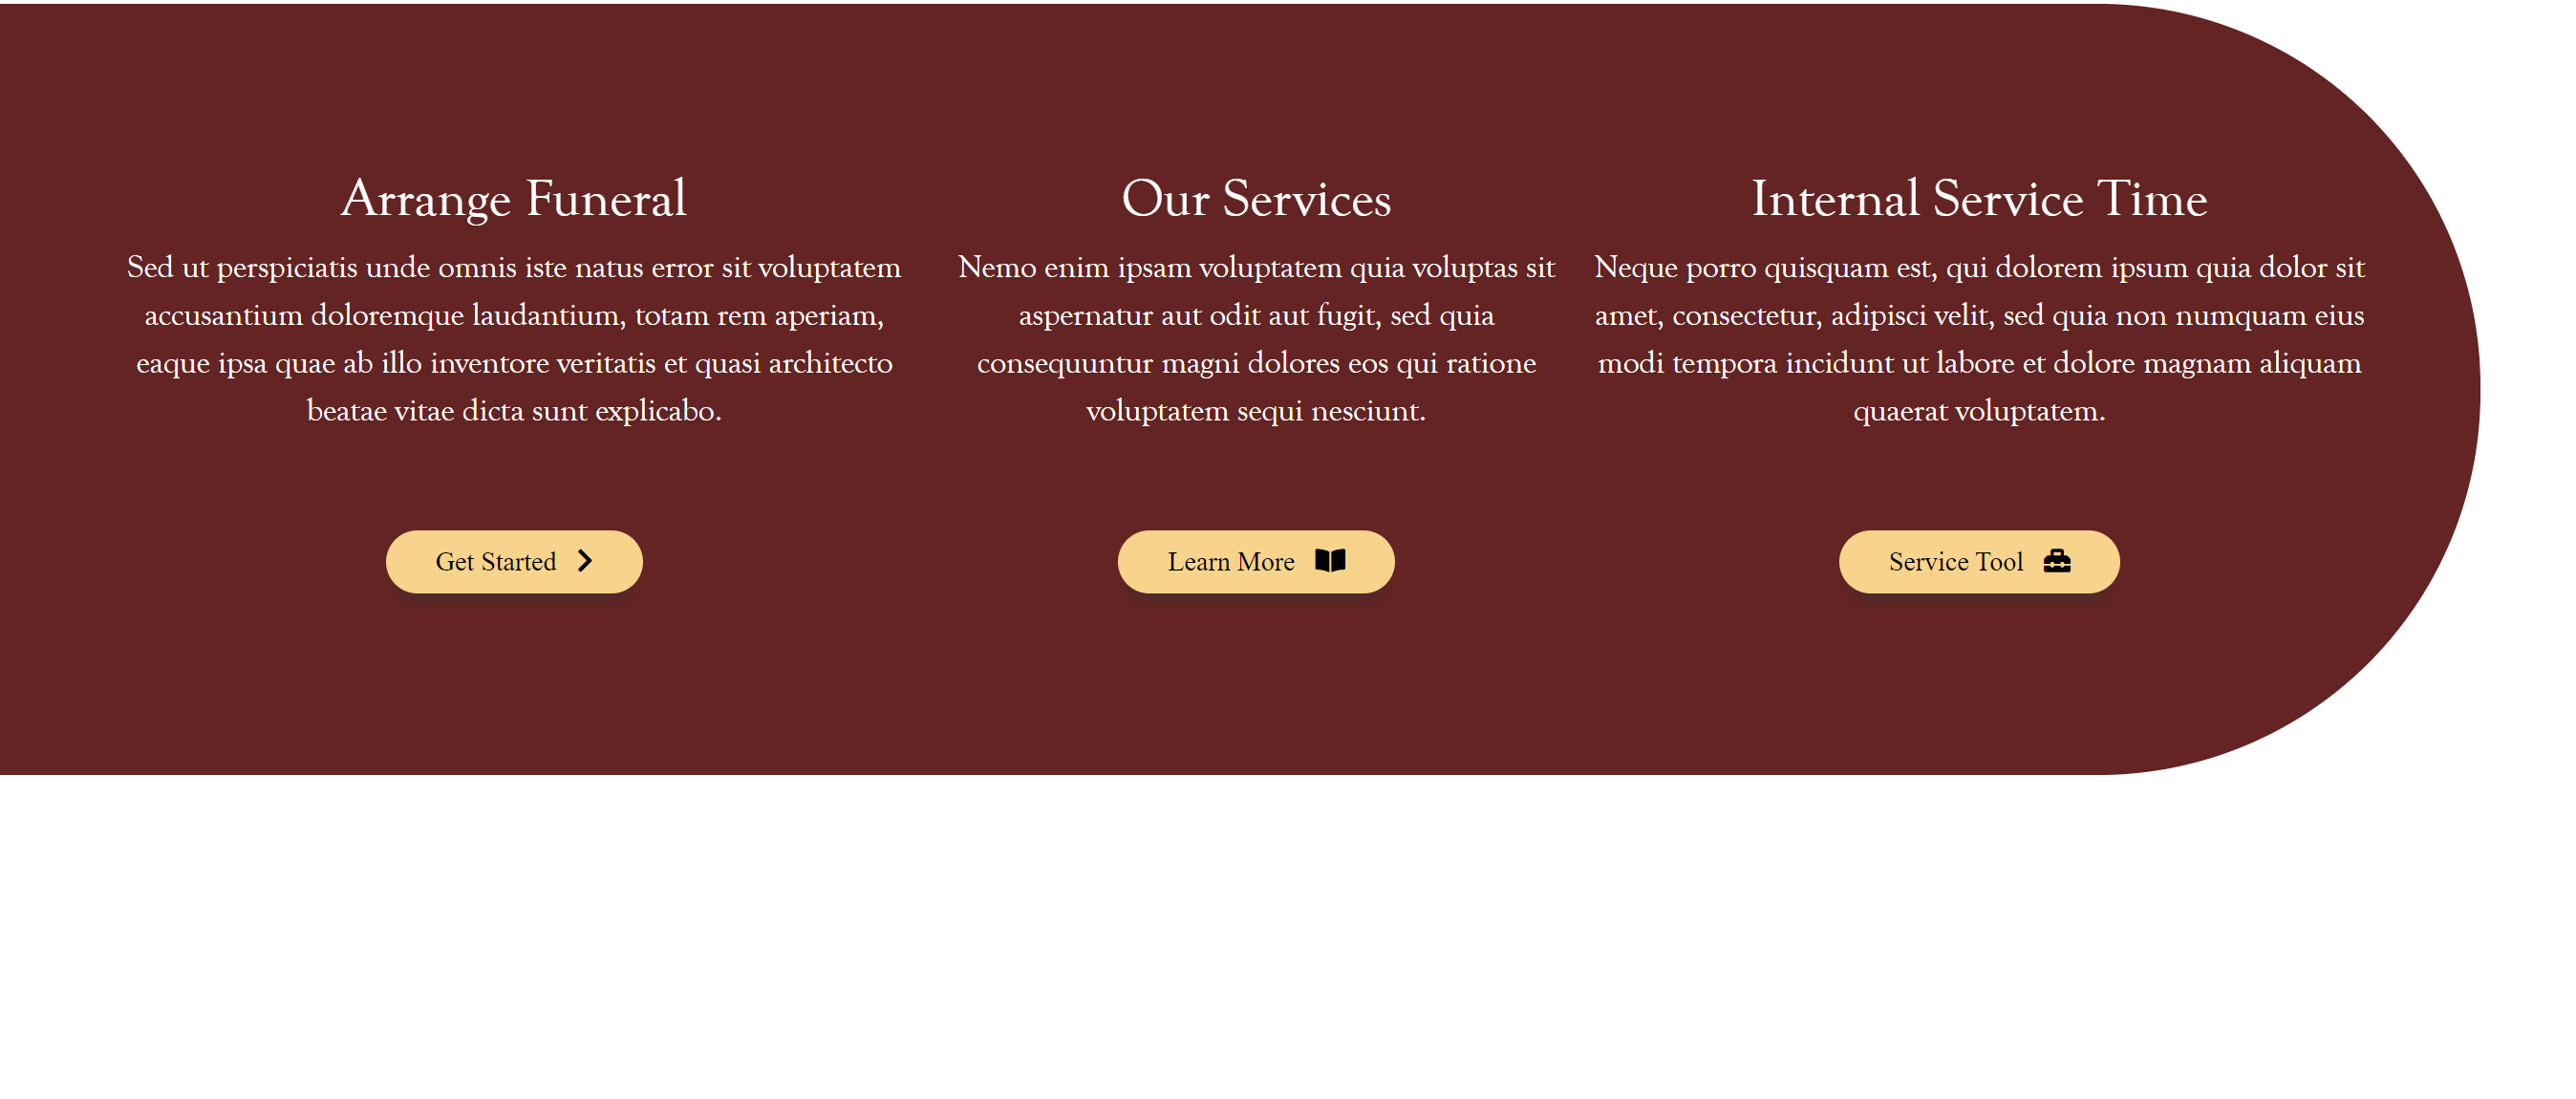 Arrange Funeral
Sed ut perspiciatis unde omnis iste natus error sit voluptatem
accusantium doloremque laudantium, totam rem aperiam,
eaque ipsa quae ab illo inventore veritatis et quasi architecto
beatae vitae dicta sunt explicabo.
Get Started
Our Services
Nemo enim ipsam voluptatem quia voluptas sit
aspernatur aut odit aut fugit, sed quia
consequuntur magni dolores eos qui ratione
voluptatem sequi nesciunt.
Learn More
Internal Service Time
Neque porro quisquam est, qui dolorem ipsum quia dolor sit
amet, consectetur, adipisci velit, sed quia non numquam eius
modi tempora incidunt ut labore et dolore magnam aliquam
quaerat voluptatem.
Service Tool